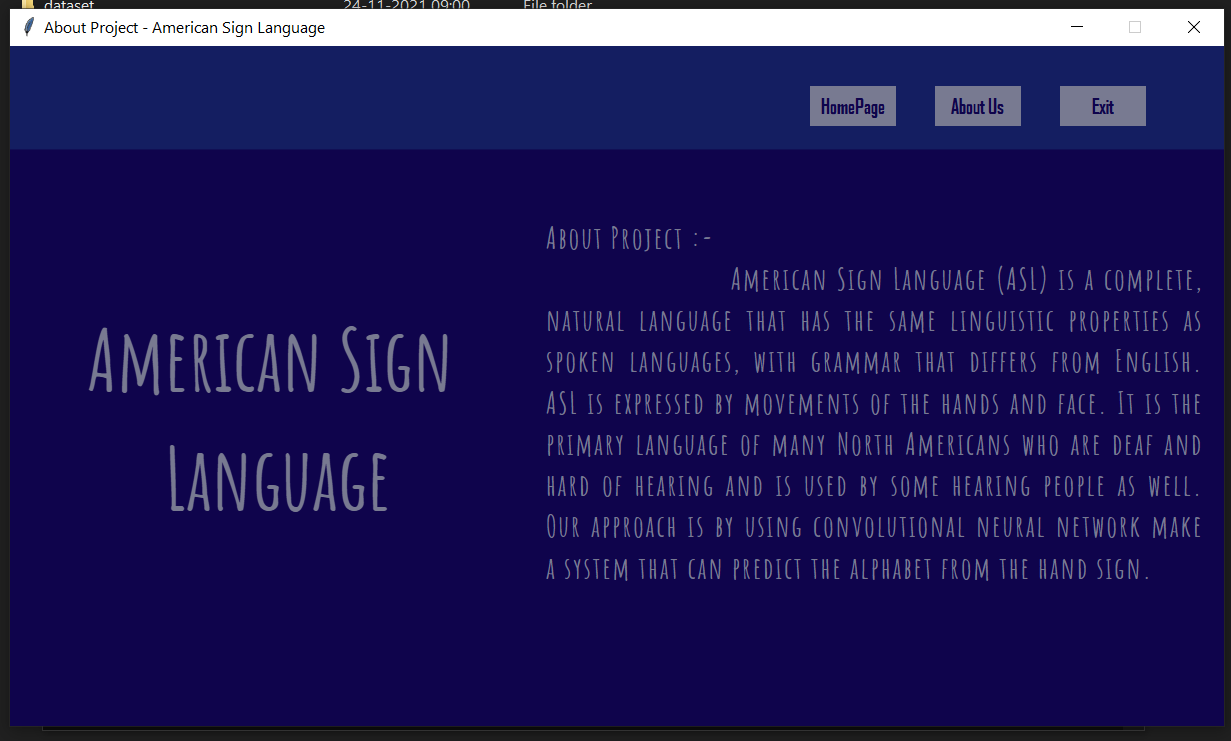 dataset 24-11-2021 09:00 File folder
About Project - American Sign Language
HomePage About Us Exit
About Project :-
American Sign Language (ASL) is a complete,
natural language that has the same linguistic properties as
spoken languages, with grammar that differs from English.
ASL is expressed by movements of the hands and face. It is the
primary language of many North Americans who are deaf and
hard of hearing and is used by some hearing people as well.
Our approach is by using convolutional neural network make
a system that can predict the alphabet from the hand sign.
American Sign
Language